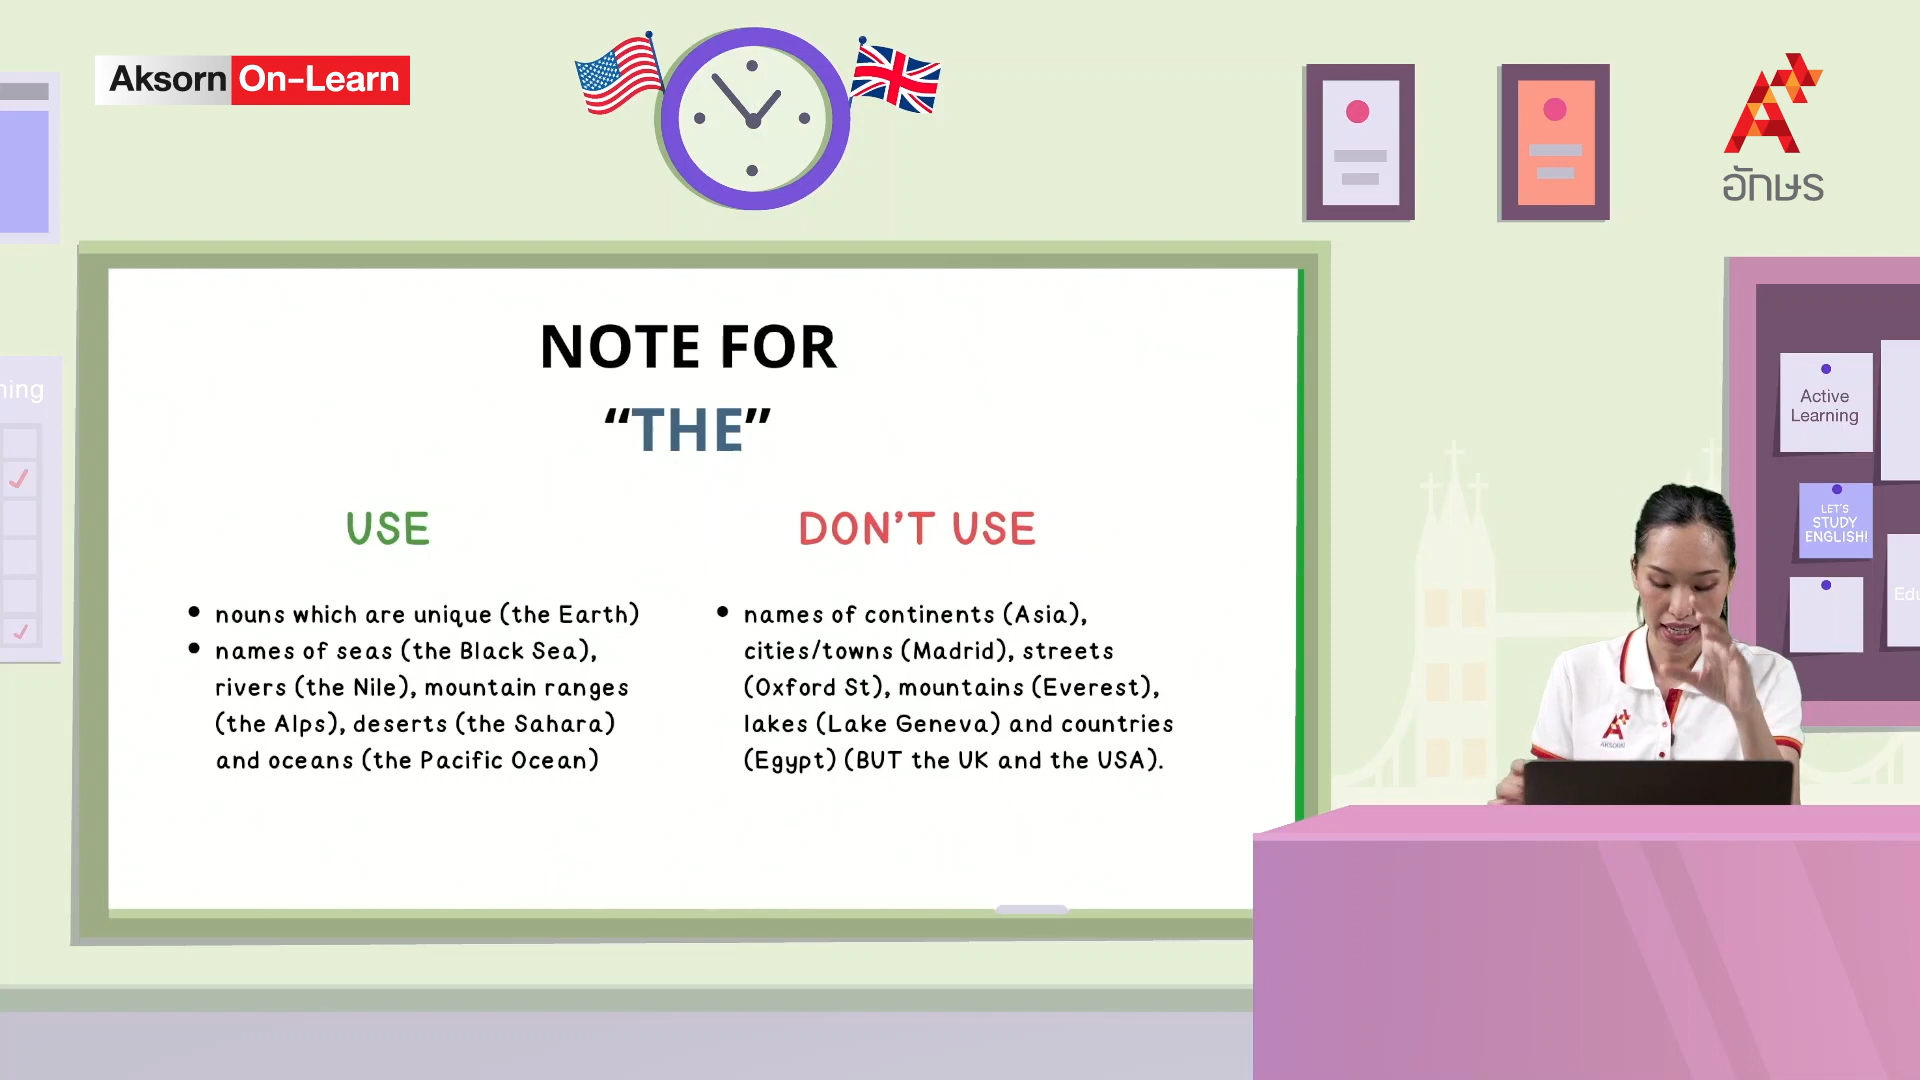 Aksorn On-Learn
อักษร
ning
NOTE FOR
“THE”
USE
DON’T USE
• nouns which are unique (the Earth)
• names of seas (the Black Sea),
rivers (the Nile), mountain ranges
(the Alps), deserts (the Sahara)
and oceans (the Pacific Ocean)
• names of continents (Asia),
cities/towns (Madrid), streets
(Oxford St), mountains (Everest),
lakes (Lake Geneva) and countries
(Egypt) (BUT the UK and the USA).
Active
Learning
LET’S
STUDY
ENGLISH!
Edu
AKSORN